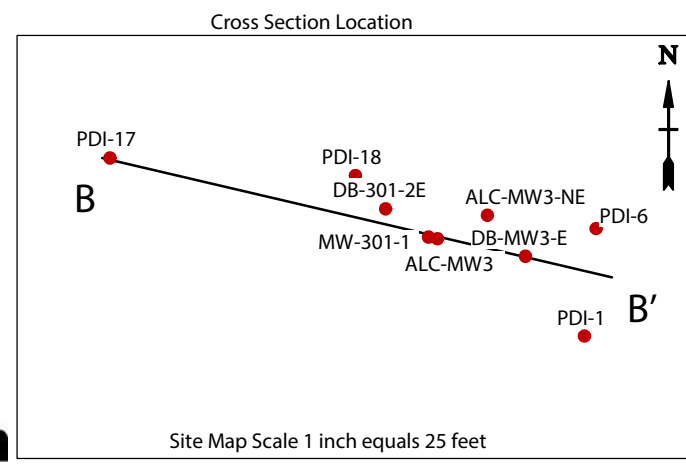 Cross Section Location
N
PDI-17
PDI-18
B
DB-301-2E
ALC-MW3-NE
PDI-6
MW-301-1
DB-MW3-E
ALC-MW3
B′
PDI-1
Site Map Scale 1 inch equals 25 feet